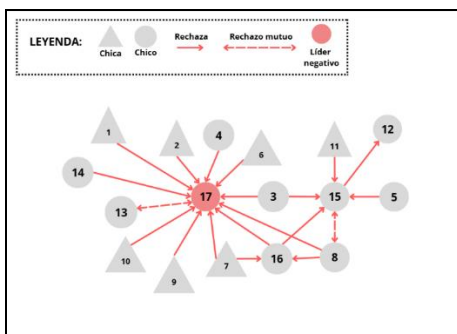 LEYENDA:
Chica
Chico
Rechaza
Rechazo mutuo
Líder
negativo
1
2
4
6
11
12
14
17
3
15
5
13
10
9
7
16
8